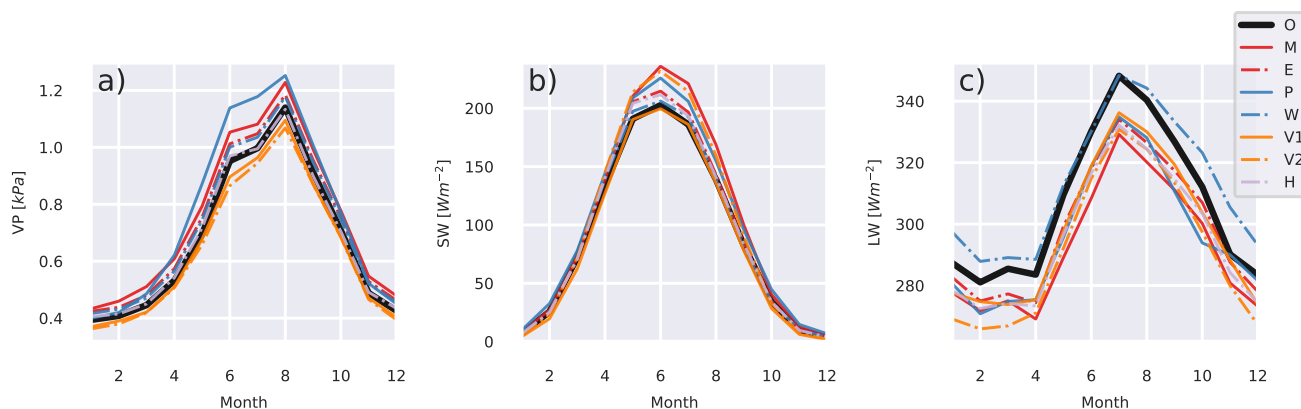 a)
VP [kPa]
1.2
1.0
0.8
0.6
0.4
2 4 6 8 10 12
Month
b)
SW [Wm⁻²]
200
150
100
50
0
2 4 6 8 10 12
Month
c)
LW [Wm⁻²]
340
320
300
280
2 4 6 8 10 12
Month
O
M
E
P
W
V1
V2
H